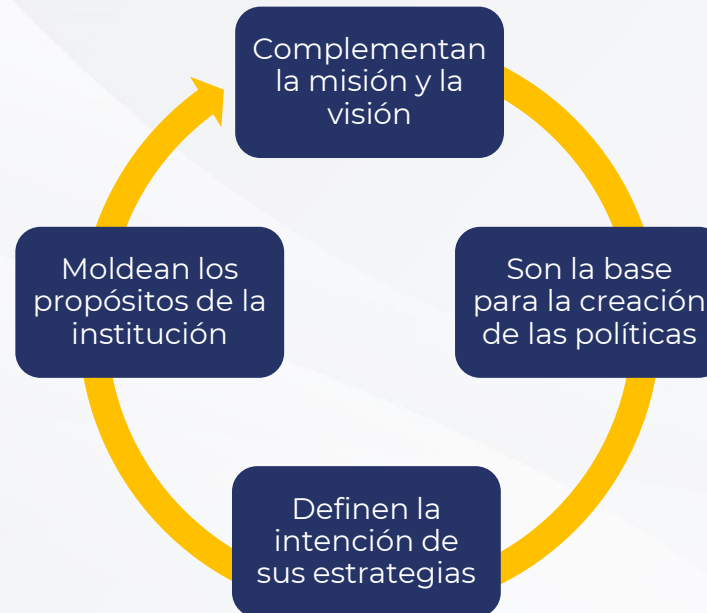 Complementan
la misión y la
visión
Son la base
para la creación
de las políticas
Definen la
intención de
sus estrategias
Moldean los
propósitos de la
institución